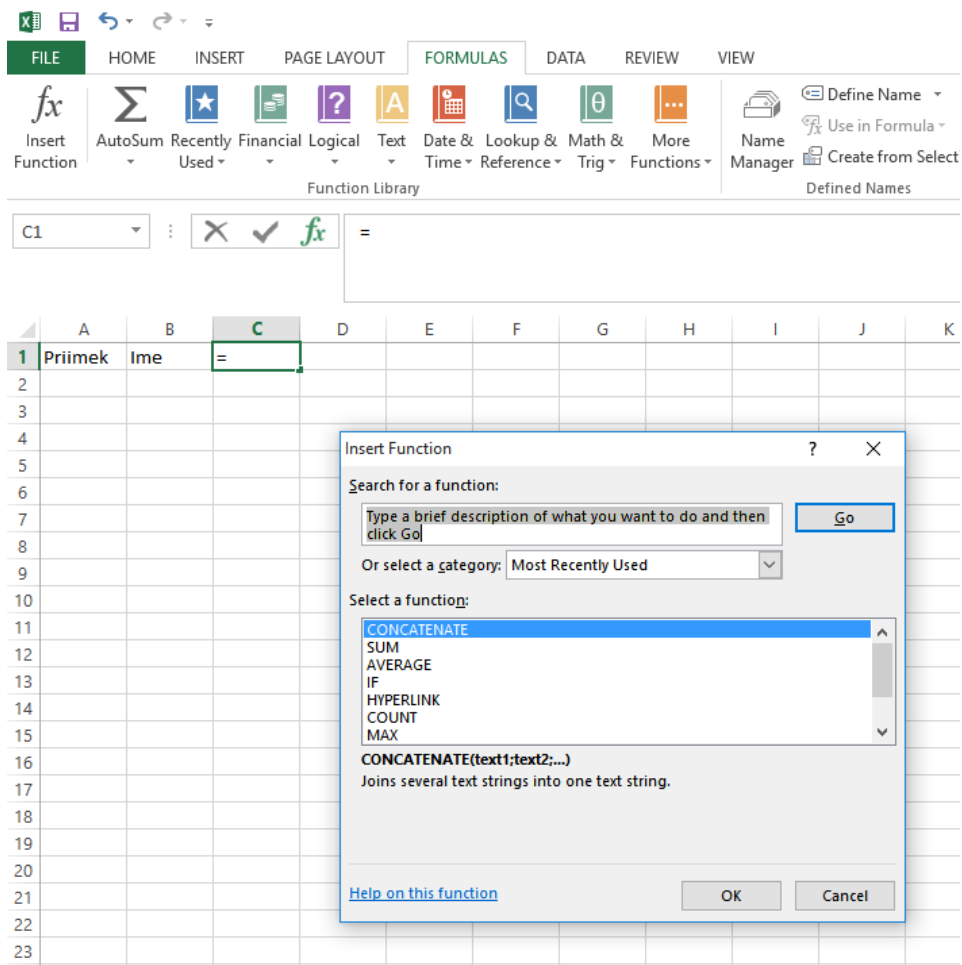 FILE HOME INSERT PAGE LAYOUT FORMULAS DATA REVIEW VIEW
fx
Insert
Function
AutoSum
Recently
Used
Financial
Logical
Text
Date &
Time
Lookup &
Reference
Math &
Trig
More
Functions
Function Library
Name
Manager
Define Name
Use in Formula
Create from Select
Defined Names
C1
fx
=
A B C D E F G H I J K
1 Priimek Ime =
2
3
4
5
6
7
8
9
10
11
12
13
14
15
16
17
18
19
20
21
22
23
Insert Function
?
Search for a function:
Type a brief description of what you want to do and then
click Go
Go
Or select a category: Most Recently Used
Select a function:
CONCATENATE
SUM
AVERAGE
IF
HYPERLINK
COUNT
MAX
CONCATENATE(text1;text2;...)
Joins several text strings into one text string.
Help on this function
OK
Cancel